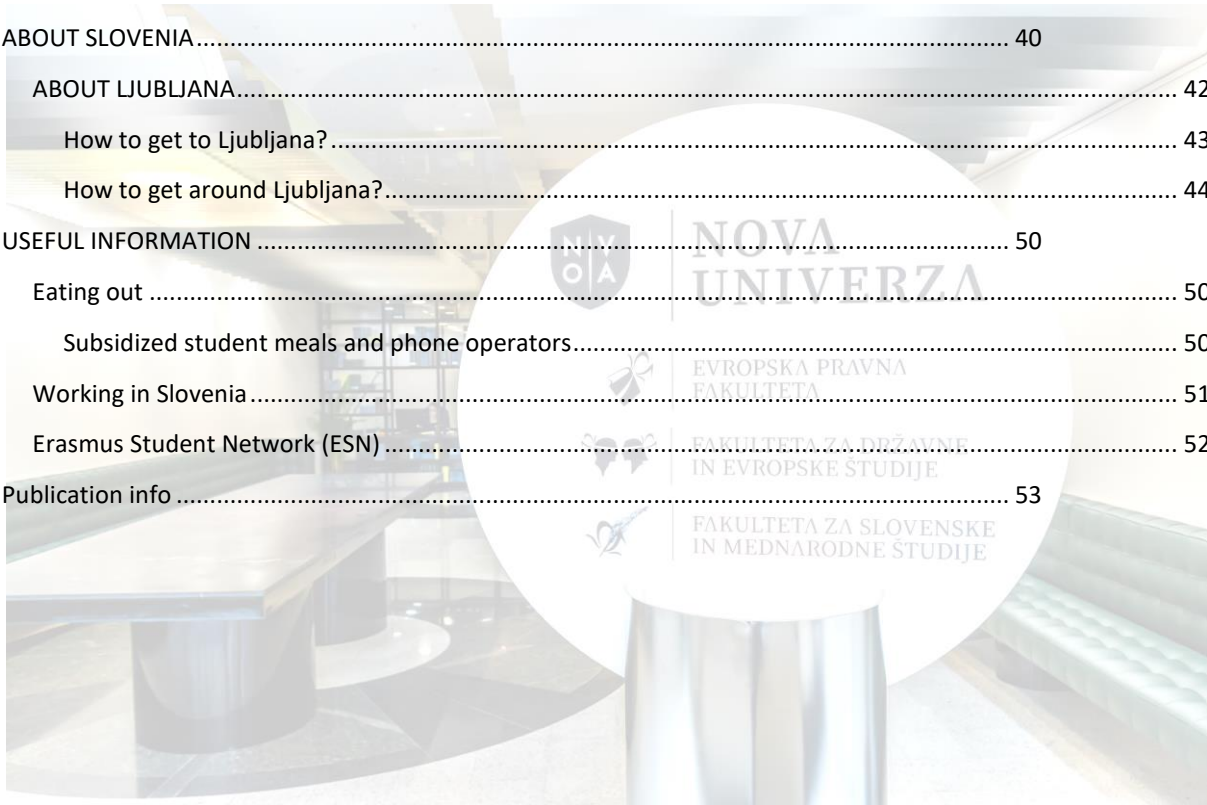 ABOUT SLOVENIA ........................................................................................................ 40
ABOUT LJUBLJANA ........................................................................................................ 42
How to get to Ljubljana? ........................................................................................................ 43
How to get around Ljubljana? ........................................................................................................ 44
USEFUL INFORMATION ........................................................................................................ 50
Eating out ........................................................................................................ 50
Subsidized student meals and phone operators ........................................................................................................ 50
Working in Slovenia ........................................................................................................ 51
Erasmus Student Network (ESN) ........................................................................................................ 52
Publication info ........................................................................................................ 53
NOVA
UNIVERZA
EVROPSKA PRAVNA
FAKULTETA
FAKULTETA ZA DRŽAVNE
IN EVROPSKE ŠTUDIJE
FAKULTETA ZA SLOVENSKE
IN MEDNARODNE ŠTUDIJE